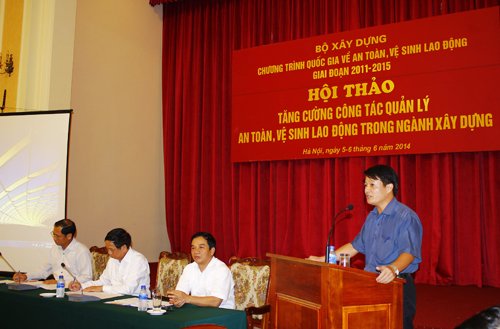 BỘ XÂY DỰNG
CHƯƠNG TRÌNH QUỐC GIA VỀ AN TOÀN, VỆ SINH LAO ĐỘNG
GIAI ĐOẠN 2011-2015
HỘI THẢO
TĂNG CƯỜNG CÔNG TÁC QUẢN LÝ
AN TOÀN, VỆ SINH LAO ĐỘNG TRONG NGÀNH XÂY DỰNG
Hà Nội, ngày 5-6 tháng 6 năm 2014